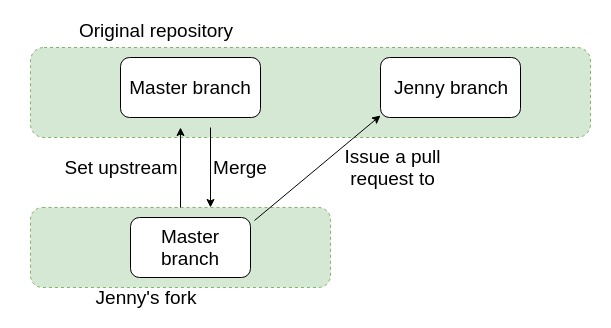 Original repository
Master branch
Jenny branch
Set upstream
Merge
Issue a pull
request to
Master
branch
Jenny's fork